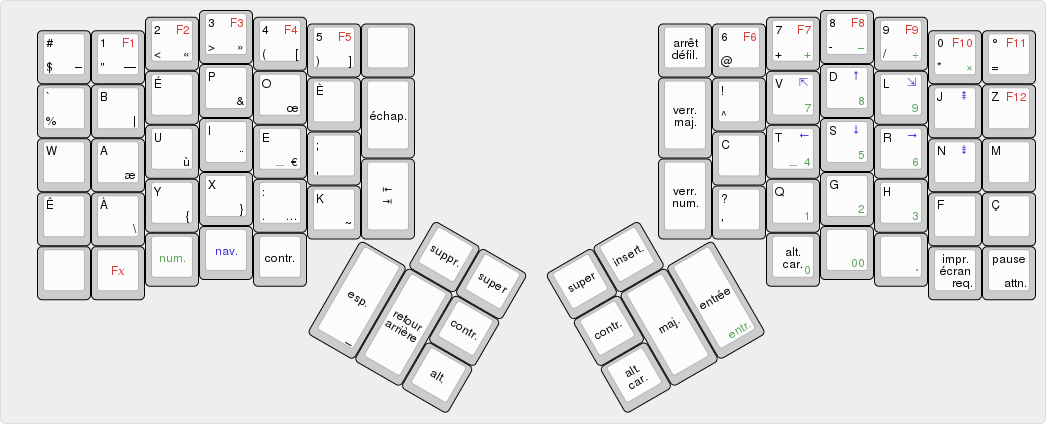 # $ –
1 F1 " —
2 F2 < «
3 F3 > »
4 F4 ( [
5 F5 ) ]
` %
B |
É
P &
O œ
È
échap.
W
A æ
U ù
I ¨
E _ €
; ,
⇤ ⇥
Ê
À \
Y {
X }
: . …
K ~
Fx
num.
nav.
contr.
suppr.
super
esp. _
retour
arrière
contr.
alt.
arrêt
défil.
6 F6 @
7 F7 + +
8 F8 - –
9 F9 / ÷
0 F10 * ×
° F11 =
verr.
maj.
! ^
V ⇱ 7
D ↑ 8
L ⇲ 9
J ⇞
Z F12
C
T ← _ 4
S ↓ 5
R → 6
N ⇟
M
verr.
num.
? '
Q 1
G 2
H 3
F
Ç
alt.
car. 0
00
.
impr.
écran
req.
pause
attn.
insert.
super
contr.
maj.
entrée
entr.
alt.
car.